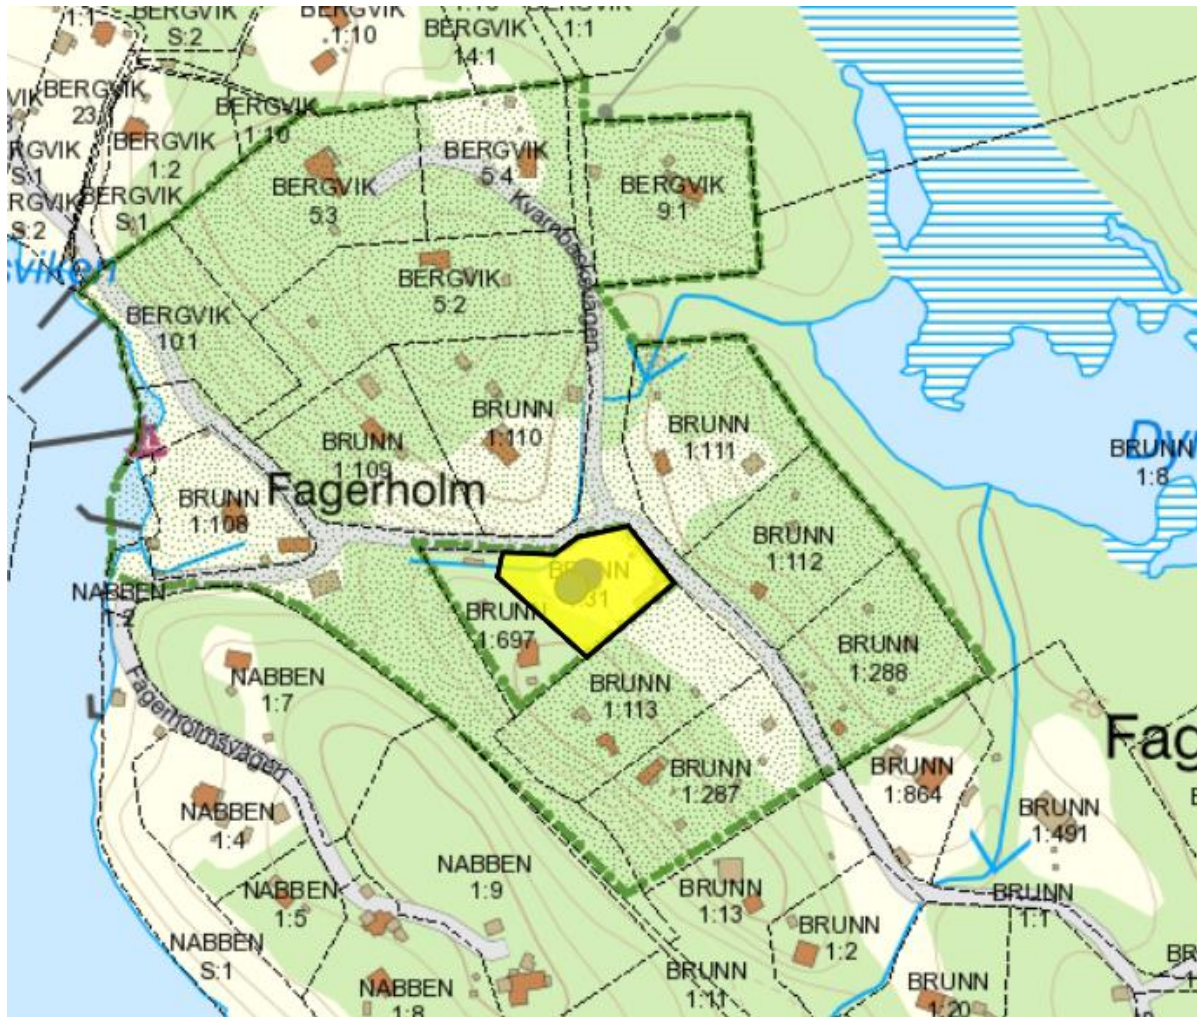 BERGVIK
S:2
BERGVIK
1:10
BERGVIK
14:1
1:1
BERGVIK
23
BERGVIK
1:10
BERGVIK
1:2
BERGVIK
S:1
BERGVIK
5:3
BERGVIK
5:4
BERGVIK
9:1
Kvarnbacksvägen
BERGVIK
5:2
BERGVIK
10:1
BRUNN
1:110
BRUNN
1:109
BRUNN
1:111
Fagerholm
BRUNN
1:108
BRUNN
1:8
BRUNN
1:112
BRUNN
BRUNN
1:697
NABBEN
1:2
BRUNN
1:288
BRUNN
1:113
NABBEN
1:7
Fagerholmsvägen
L
25
BRUNN
1:287
BRUNN
1:864
BRUNN
1:491
NABBEN
1:4
NABBEN
1:9
NABBEN
1:5
BRUNN
1:13
BRUNN
1:2
BRUNN
1:1
NABBEN
S:1
NABBEN
1:8
BRUNN
1:11
BRUNN
1:20